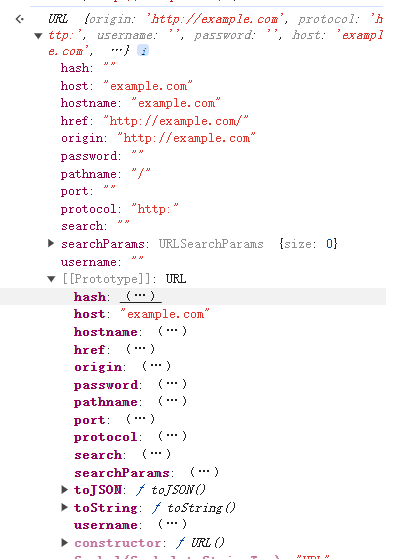 URL {origin: 'http://example.com', protocol: 'ht
tp:', username: '', password: '', host: 'exampl
e.com', …} i
hash: ""
host: "example.com"
hostname: "example.com"
href: "http://example.com/"
origin: "http://example.com"
password: ""
pathname: "/"
port: ""
protocol: "http:"
search: ""
searchParams: URLSearchParams {size: 0}
username: ""
[[Prototype]]: URL
hash: (…)
host: "example.com"
hostname: (…)
href: (…)
origin: (…)
password: (…)
pathname: (…)
port: (…)
protocol: (…)
search: (…)
searchParams: (…)
toJSON: ƒ toJSON()
toString: ƒ toString()
username: (…)
constructor: ƒ URL()